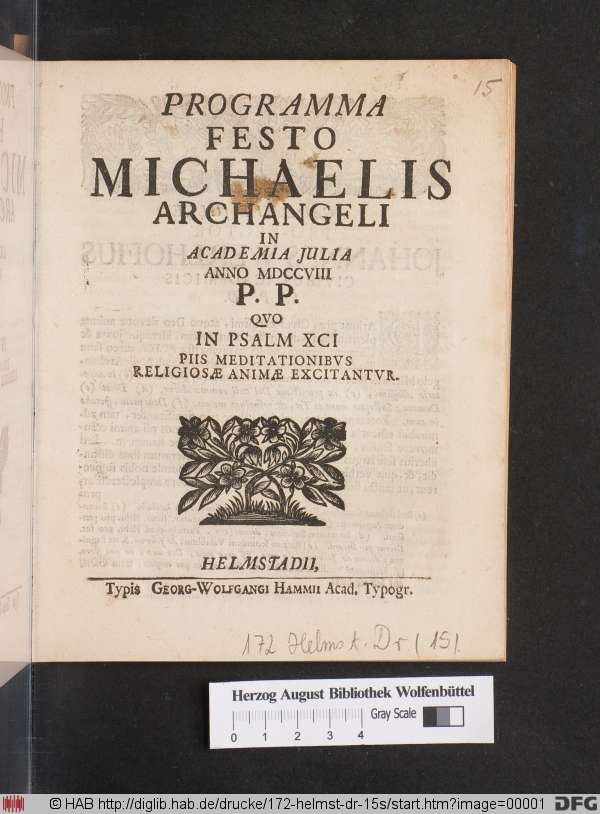 15
PROGRAMMA
FESTO
MICHAELIS
ARCHANGELI
IN
ACADEMIA JULIA
ANNO MDCCVIII
P. P.
QVO
IN PSALM XCI
PIIS MEDITATIONIBVS
RELIGIOSÆ ANIMÆ EXCITANTVR.
HELMSTADII,
Typis GEORG-WOLFGANGI HAMMII Acad. Typogr.
172 Helmst. Dr (15).
Herzog August Bibliothek Wolfenbüttel
Gray Scale
0 1 2 3 4
© HAB http://diglib.hab.de/drucke/172-helmst-dr-15s/start.htm?image=00001
DFG